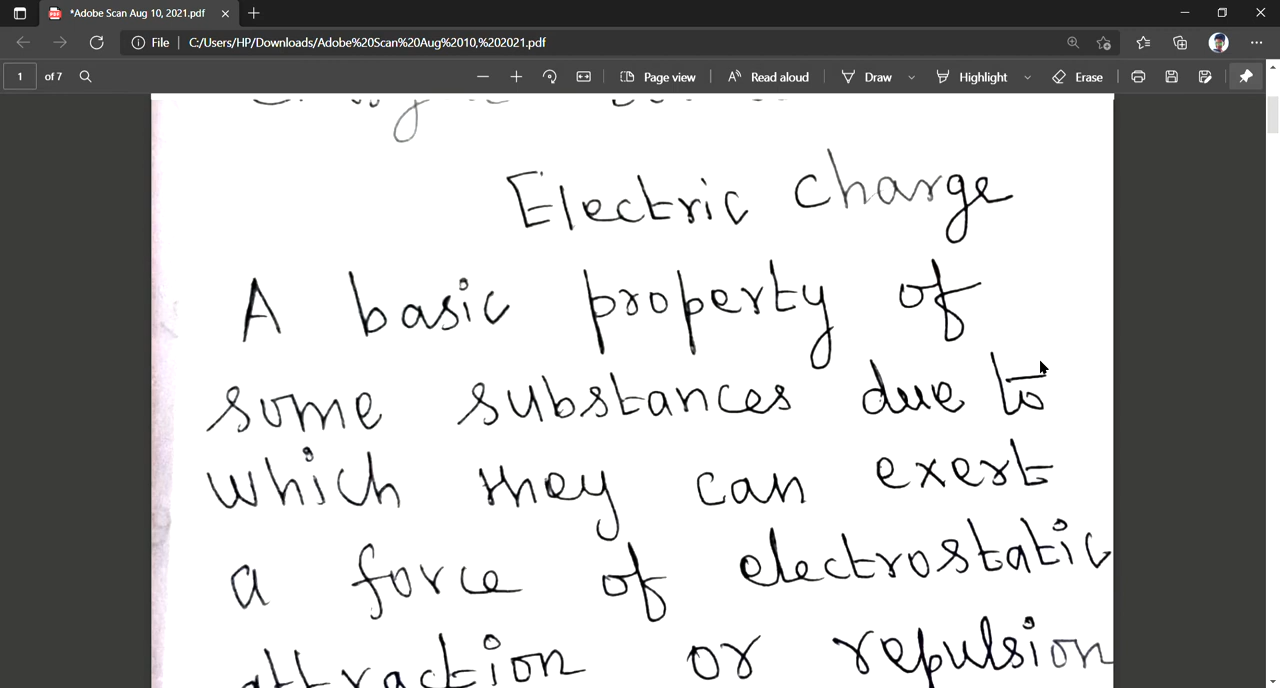 *Adobe Scan Aug 10, 2021.pdf
File C:/Users/HP/Downloads/Adobe%20Scan%20Aug%2010,%202021.pdf
1 of 7 Page view Read aloud Draw Highlight Erase
Electric charge
A basic property of
some substances due to
which they can exert
a force of electrostatic
attraction or repulsion